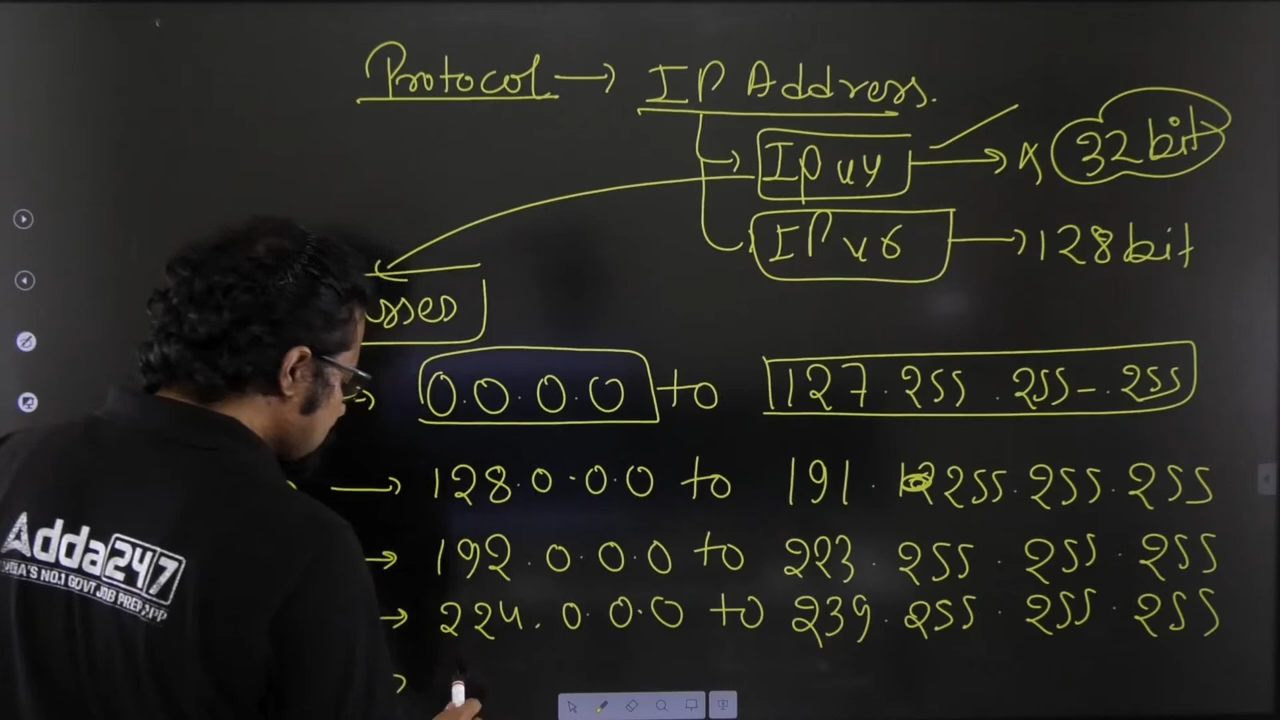 Protocol → IP Address.
IPv4 → 32 bit
IPv6 → 128 bit
sses
0.0.0.0 to 127.255.255-.255
→ 128.0.0.0 to 191.255.255.255
→ 192.0.0.0 to 223.255.255.255
→ 224.0.0.0 to 239.255.255.255
Adda247
INDIA'S NO.1 GOVT JOB PREP APP